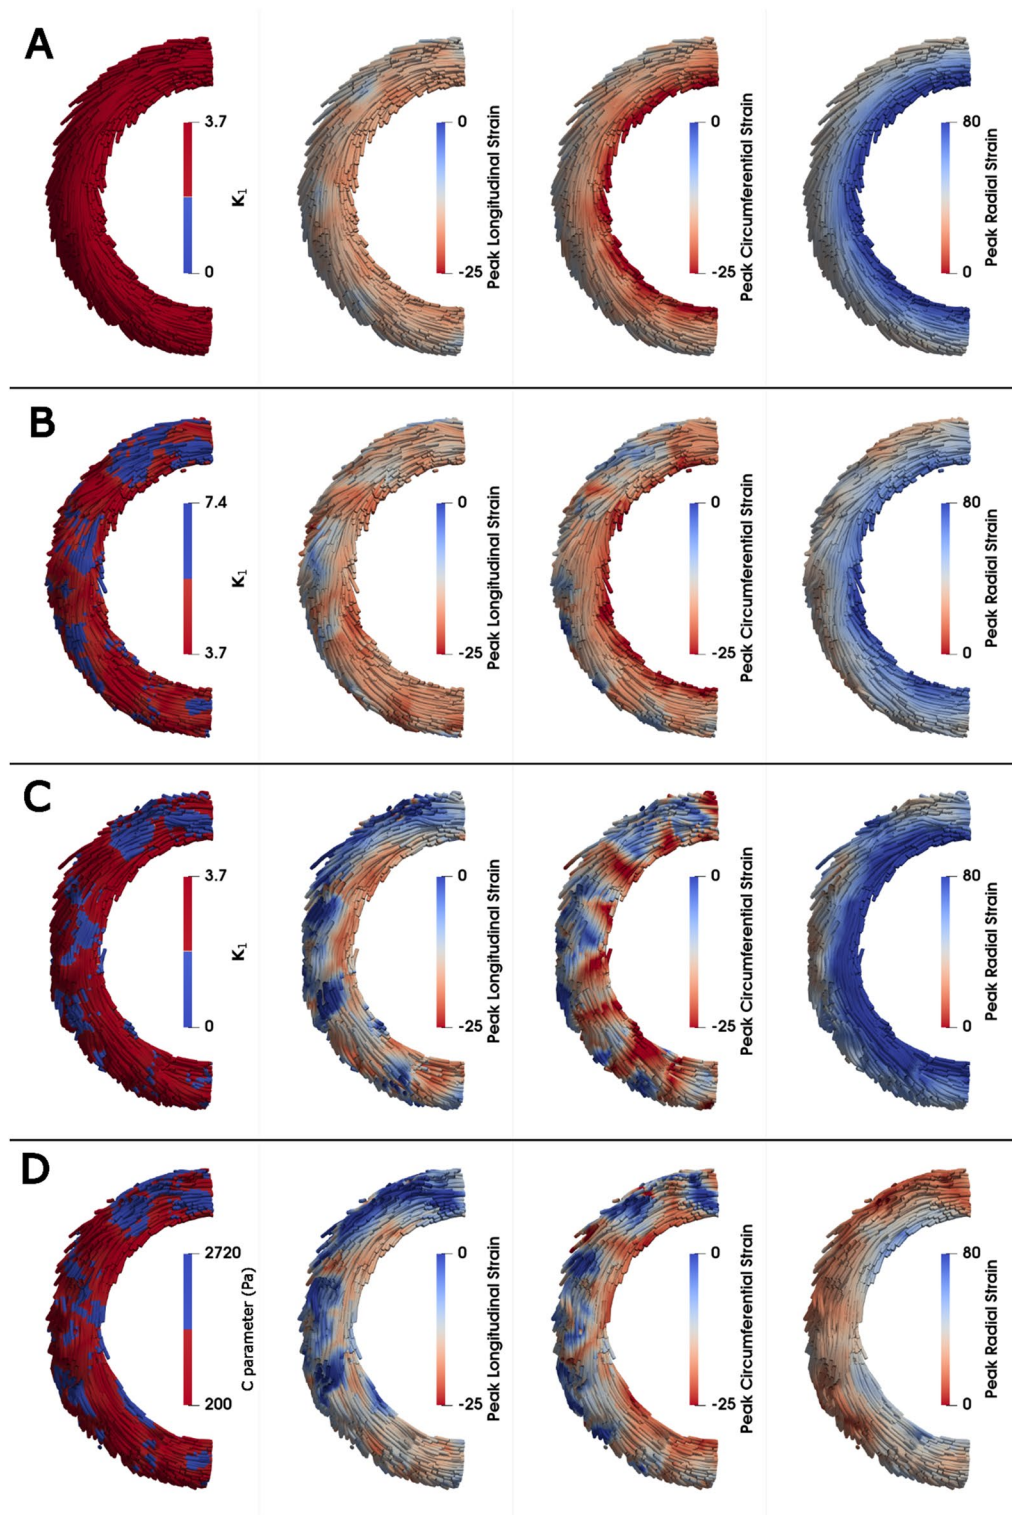 A
3.7
K1
0
0
Peak Longitudinal Strain
-25
0
Peak Circumferential Strain
-25
80
Peak Radial Strain
0
B
7.4
K1
3.7
0
Peak Longitudinal Strain
-25
0
Peak Circumferential Strain
-25
80
Peak Radial Strain
0
C
3.7
K1
0
0
Peak Longitudinal Strain
-25
0
Peak Circumferential Strain
-25
80
Peak Radial Strain
0
D
2720
C parameter (Pa)
200
0
Peak Longitudinal Strain
-25
0
Peak Circumferential Strain
-25
80
Peak Radial Strain
0